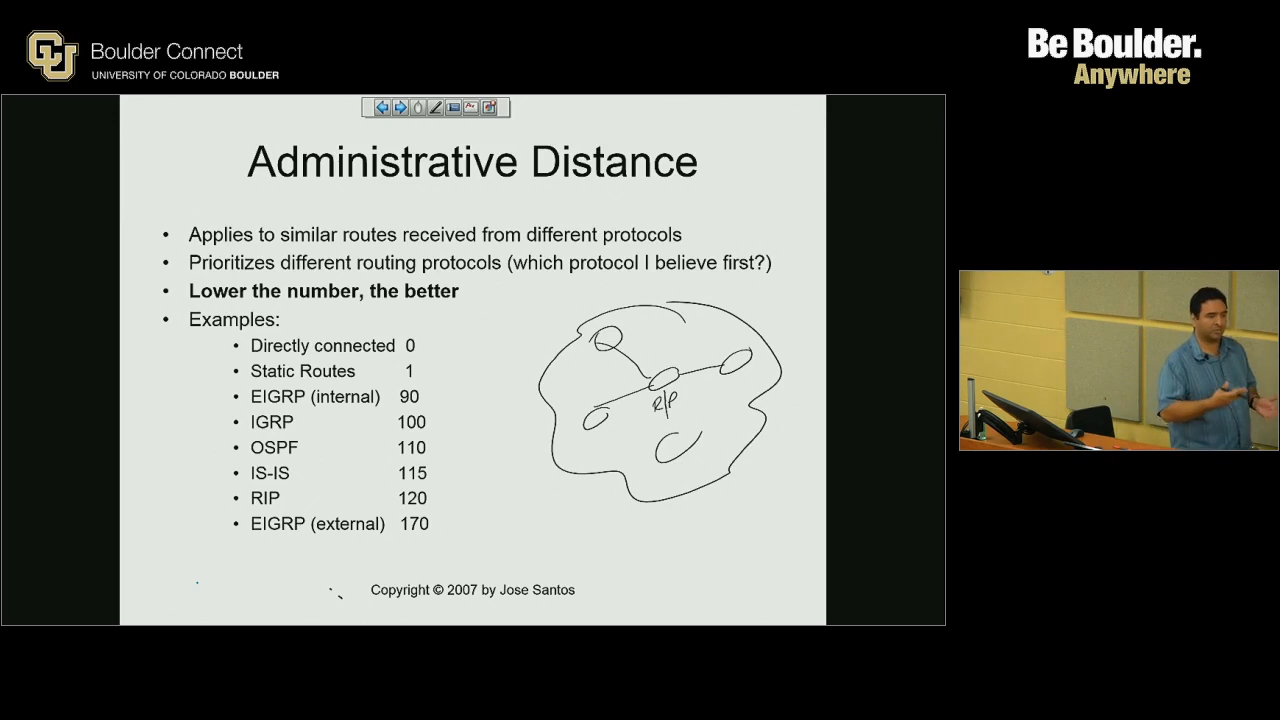 CU
Boulder Connect
UNIVERSITY OF COLORADO BOULDER
Be Boulder.
Anywhere
Administrative Distance
• Applies to similar routes received from different protocols
• Prioritizes different routing protocols (which protocol I believe first?)
• Lower the number, the better
• Examples:
• Directly connected 0
• Static Routes 1
• EIGRP (internal) 90
• IGRP 100
• OSPF 110
• IS-IS 115
• RIP 120
• EIGRP (external) 170
RIP
Copyright © 2007 by Jose Santos